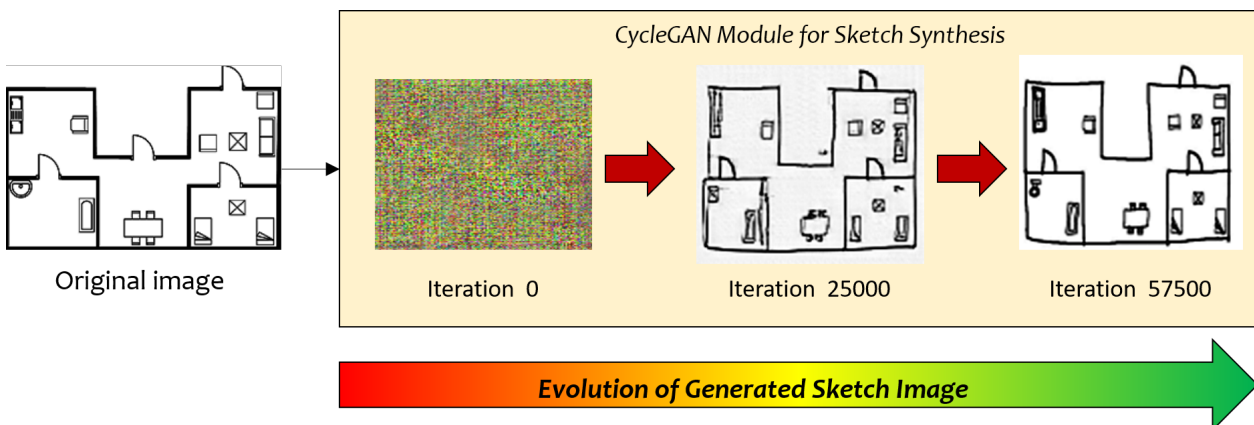 CycleGAN Module for Sketch Synthesis
Original image
Iteration 0
Iteration 25000
Iteration 57500
Evolution of Generated Sketch Image